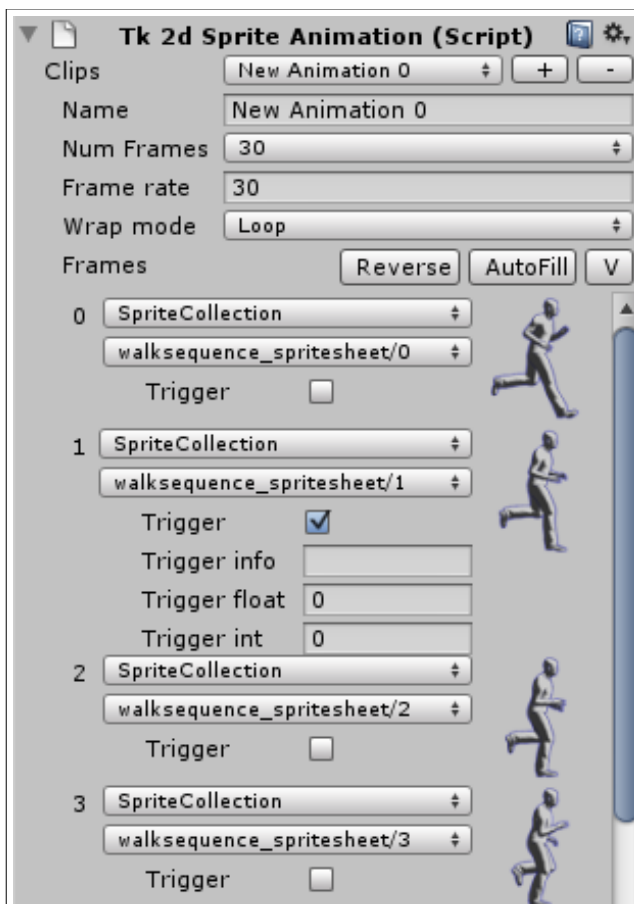 Tk 2d Sprite Animation (Script)
Clips New Animation 0 + -
Name New Animation 0
Num Frames 30
Frame rate 30
Wrap mode Loop
Frames Reverse AutoFill V
0 SpriteCollection
walksequence_spritesheet/0
Trigger
1 SpriteCollection
walksequence_spritesheet/1
Trigger
Trigger info
Trigger float 0
Trigger int 0
2 SpriteCollection
walksequence_spritesheet/2
Trigger
3 SpriteCollection
walksequence_spritesheet/3
Trigger